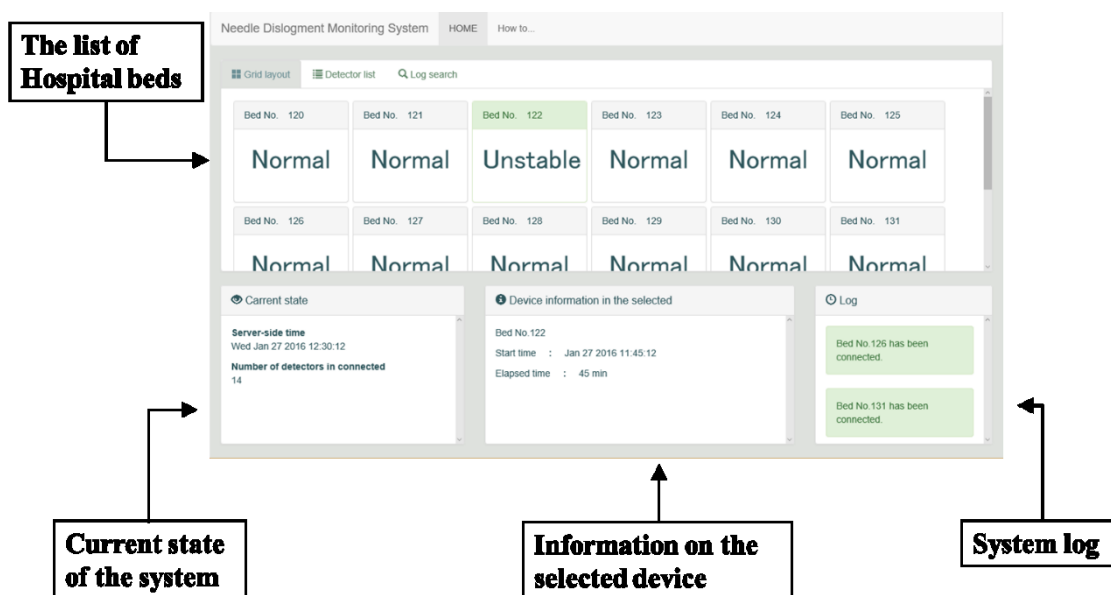 Needle Dislogment Monitoring System HOME How to...
The list of
Hospital beds
Grid layout Detector list Log search
Bed No. 120 Bed No. 121 Bed No. 122 Bed No. 123 Bed No. 124 Bed No. 125
Normal Normal Unstable Normal Normal Normal
Bed No. 126 Bed No. 127 Bed No. 128 Bed No. 129 Bed No. 130 Bed No. 131
Normal Normal Normal Normal Normal Normal
Current state
Server-side time
Wed Jan 27 2016 12:30:12
Number of detectors in connected
14
Device information in the selected
Bed No.122
Start time : Jan 27 2016 11:45:12
Elapsed time : 45 min
Log
Bed No.126 has been
connected.
Bed No.131 has been
connected.
Current state
of the system
Information on the
selected device
System log